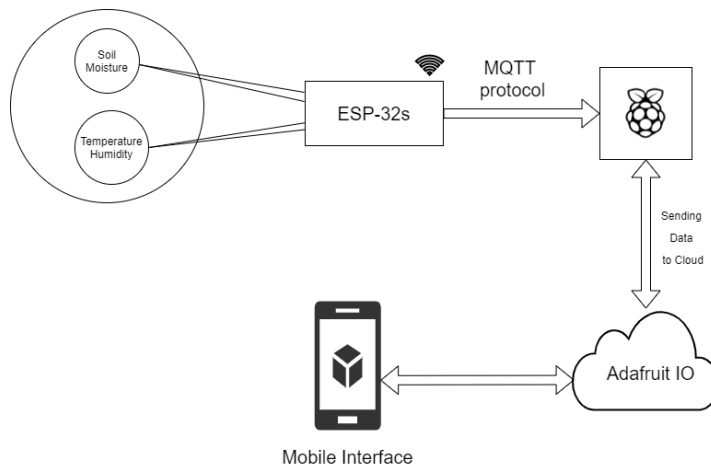 Soil
Moisture
Temperature
Humidity
ESP-32s
MQTT
protocol
Sending
Data
to Cloud
Adafruit IO
Mobile Interface